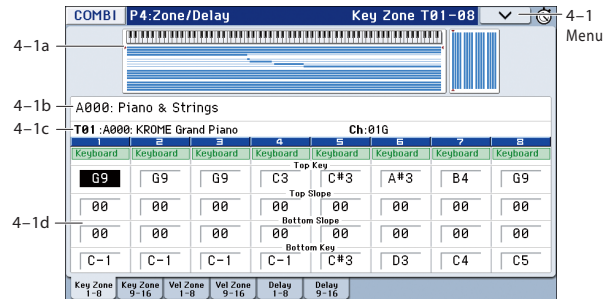 COMBI P4:Zone/Delay Key Zone T01-08
4–1
Menu
4–1a
4–1b
A000: Piano & Strings
4–1c
T01 :A000: KROME Grand Piano Ch:01G
1 2 3 4 5 6 7 8
Keyboard Keyboard Keyboard Keyboard Keyboard Keyboard Keyboard Keyboard
Top Key
G9 G9 G9 C3 C#3 A#3 B4 G9
Top Slope
00 00 00 00 00 00 00 00
4–1d
Bottom Slope
00 00 00 00 00 00 00 00
Bottom Key
C-1 C-1 C-1 C-1 C#3 D3 C4 C5
Key Zone 1-8 Key Zone 9-16 Vel Zone 1-8 Vel Zone 9-16 Delay 1-8 Delay 9-16